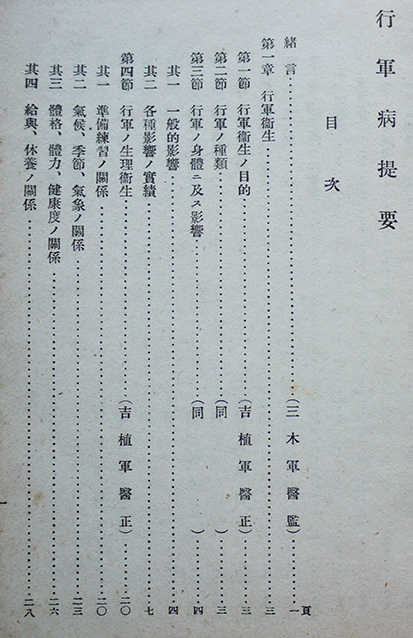 行軍病提要
目次
緒言……………………(三木軍醫監)……一頁
第一章 行軍衞生……………………三
第一節 行軍衞生ノ目的……………………(吉植軍醫正)……三
第二節 行軍ノ種類……………………(同)……三
第三節 行軍ノ身體ニ及ス影響……………………(同)……四
其一 一般的影響……………………四
其二 各種影響ノ實績……………………七
第四節 行軍ノ生理衞生……………………(吉植軍醫正)……二〇
其一 準備練習ノ關係……………………二〇
其二 氣候、季節、氣象ノ關係……………………二三
其三 體格、體力、健康度ノ關係……………………二六
其四 給與、休養ノ關係……………………二八